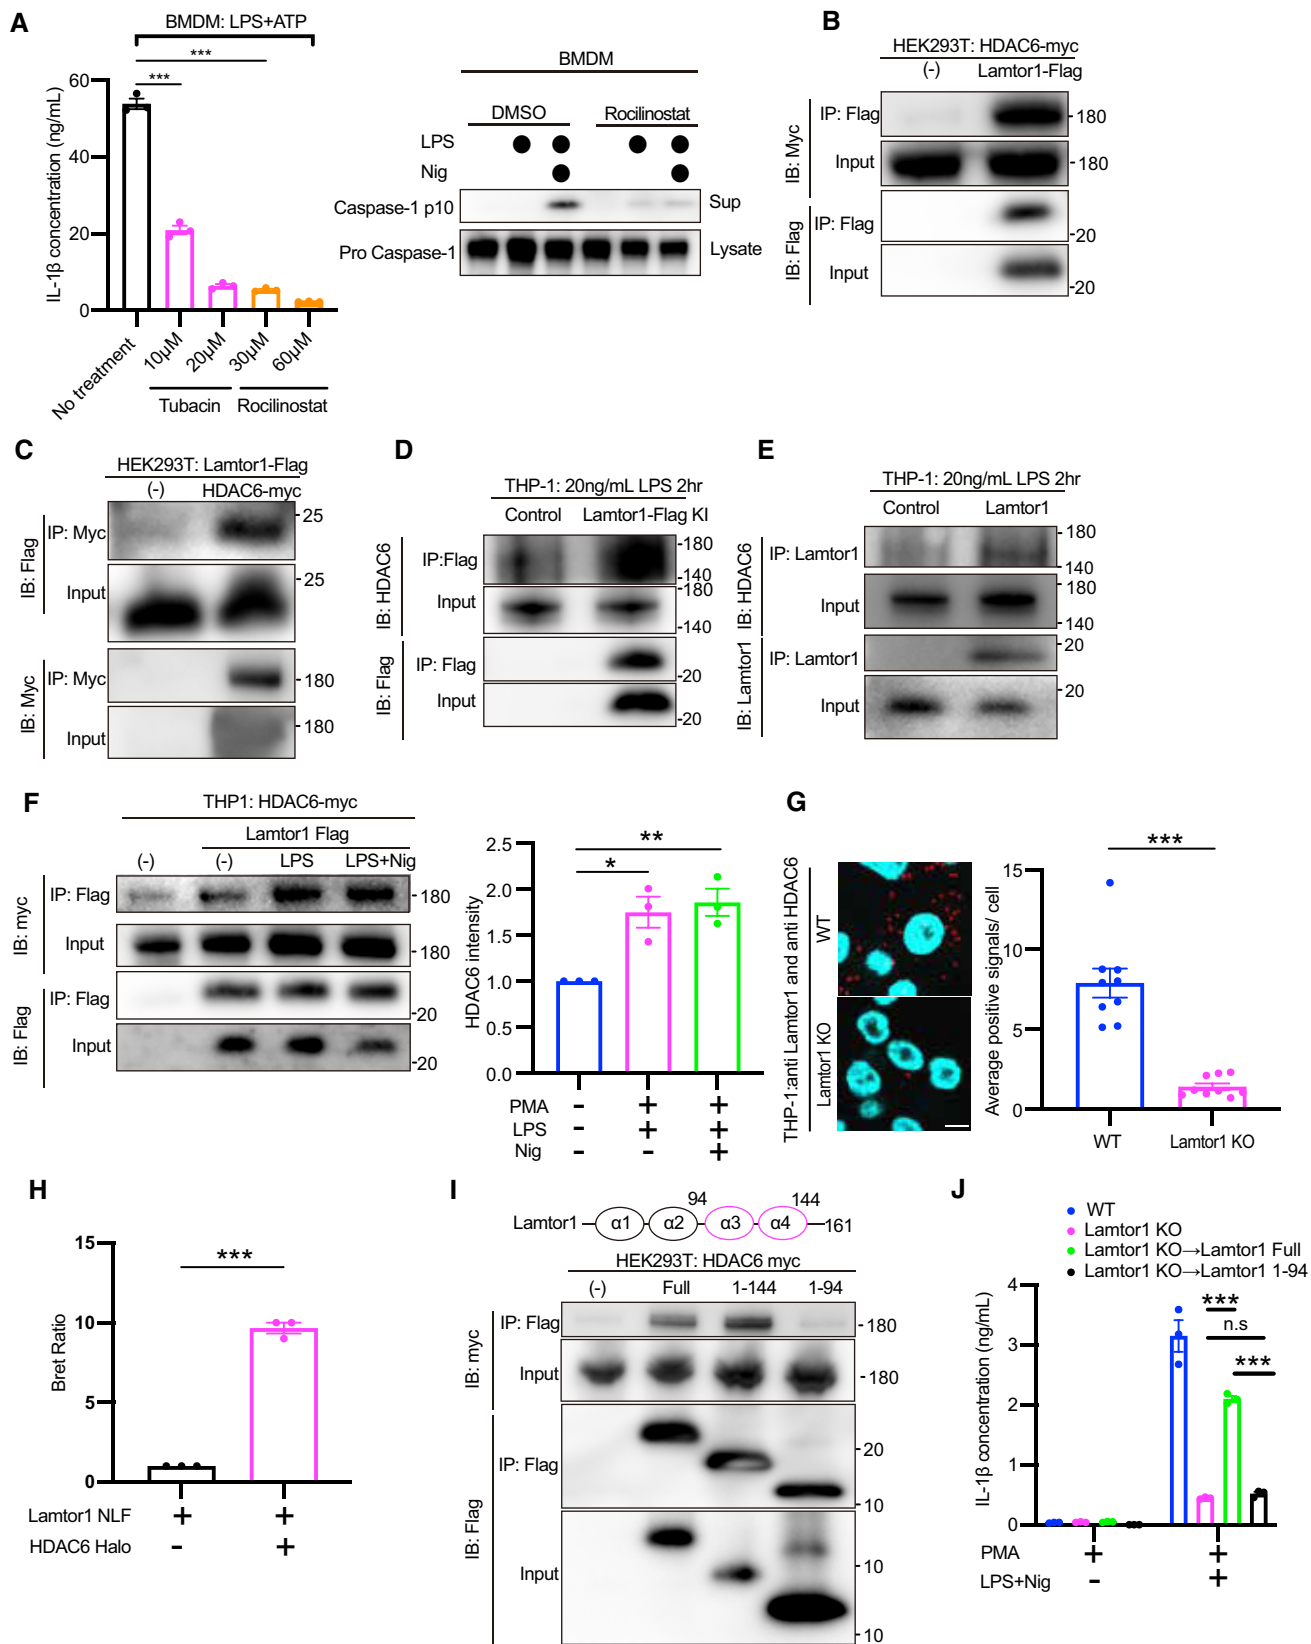 A
BMDM: LPS+ATP
***
***
IL-1β concentration (ng/mL)
60
40
20
0
No treatment
10μM
20μM
30μM
60μM
Tubacin
Rocilinostat
BMDM
DMSO
Rocilinostat
LPS
Nig
Caspase-1 p10
Sup
Pro Caspase-1
Lysate
B
HEK293T: HDAC6-myc
(-)
Lamtor1-Flag
IB: Myc
IP: Flag
-180
Input
-180
IB: Flag
IP: Flag
-20
Input
-20
C
HEK293T: Lamtor1-Flag
(-)
HDAC6-myc
IB: Flag
IP: Myc
-25
Input
-25
IB: Myc
IP: Myc
-180
Input
-180
D
THP-1: 20ng/mL LPS 2hr
Control
Lamtor1-Flag KI
IB: HDAC6
IP:Flag
-180
-140
Input
-180
-140
IB: Flag
IP: Flag
-20
Input
-20
E
THP-1: 20ng/mL LPS 2hr
Control
Lamtor1
IB: HDAC6
IP: Lamtor1
-180
140
Input
-180
-140
IB: Lamtor1
IP: Lamtor1
-20
Input
-20
F
THP1: HDAC6-myc
Lamtor1 Flag
(-)
(-)
LPS
LPS+Nig
IB: myc
IP: Flag
-180
Input
-180
IB: Flag
IP: Flag
-20
Input
-20
HDAC6 intensity
2.5
2.0
1.5
1.0
0.5
0.0
*
**
PMA - + +
LPS - + +
Nig - +
G
THP-1:anti Lamtor1 and anti HDAC6
WT
Lamtor1 KO
Average positive signals/ cell
15
10
5
0
***
WT
Lamtor1 KO
H
Bret Ratio
15
10
5
0
***
Lamtor1 NLF + +
HDAC6 Halo - +
I
Lamtor1
α1
α2
94
α3
α4
144
161
HEK293T: HDAC6 myc
(-)
Full
1-144
1-94
IB: myc
IP: Flag
-180
Input
-180
IB: Flag
IP: Flag
-20
-10
Input
-10
-10
J
WT
Lamtor1 KO
Lamtor1 KO→Lamtor1 Full
Lamtor1 KO→Lamtor1 1-94
IL-1β concentration (ng/mL)
4
3
2
1
0
***
n.s
***
PMA + +
LPS+Nig - +